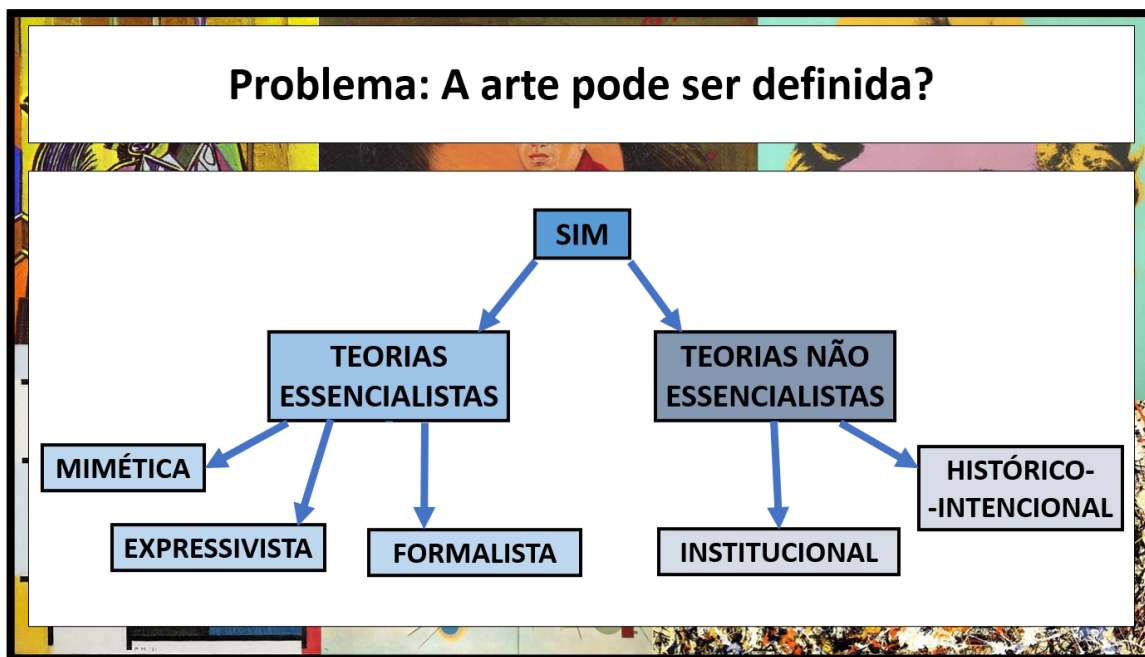 Problema: A arte pode ser definida?
SIM
TEORIAS
ESSENCIALISTAS
TEORIAS NÃO
ESSENCIALISTAS
MIMÉTICA
EXPRESSIVISTA
FORMALISTA
INSTITUCIONAL
HISTÓRICO-
-INTENCIONAL